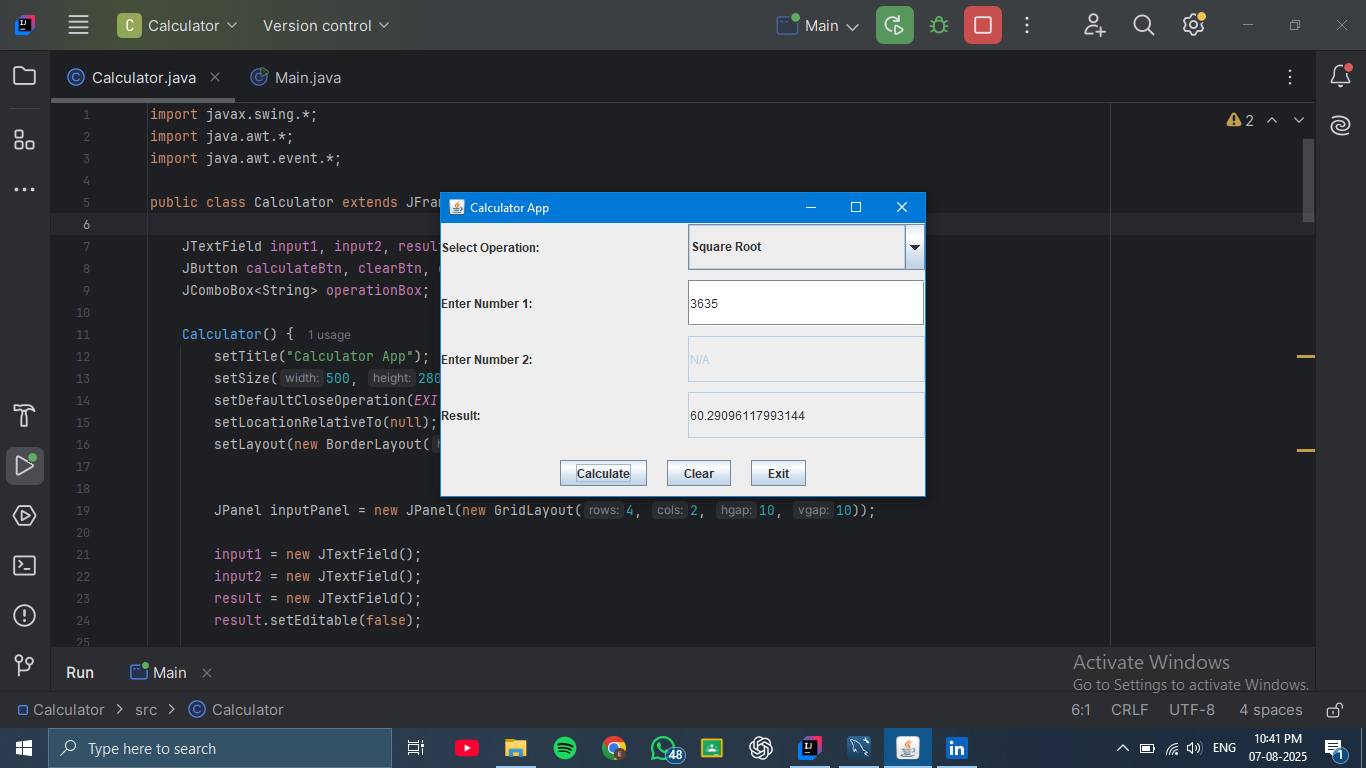 C Calculator Version control Main
Calculator.java Main.java
1 import javax.swing.*; 2
2 import java.awt.*;
3 import java.awt.event.*;
4
5 public class Calculator extends JFra
6
7 JTextField input1, input2, resul
8 JButton calculateBtn, clearBtn,
9 JComboBox<String> operationBox;
10
11 Calculator() { 1 usage
12 setTitle("Calculator App");
13 setSize( width: 500, height: 280
14 setDefaultCloseOperation(EXIT
15 setLocationRelativeTo(null);
16 setLayout(new BorderLayout(
17
18
19 JPanel inputPanel = new JPanel(new GridLayout( rows: 4, cols: 2, hgap: 10, vgap: 10));
20
21 input1 = new JTextField();
22 input2 = new JTextField();
23 result = new JTextField();
24 result.setEditable(false);
25
Calculator App
Select Operation: Square Root
Enter Number 1: 3635
Enter Number 2: N/A
Result: 60.29096117993144
Calculate Clear Exit
Run Main
Activate Windows
Go to Settings to activate Windows.
Calculator > src > Calculator 6:1 CRLF UTF-8 4 spaces
Type here to search 48 ENG 10:41 PM 07-08-2025 1